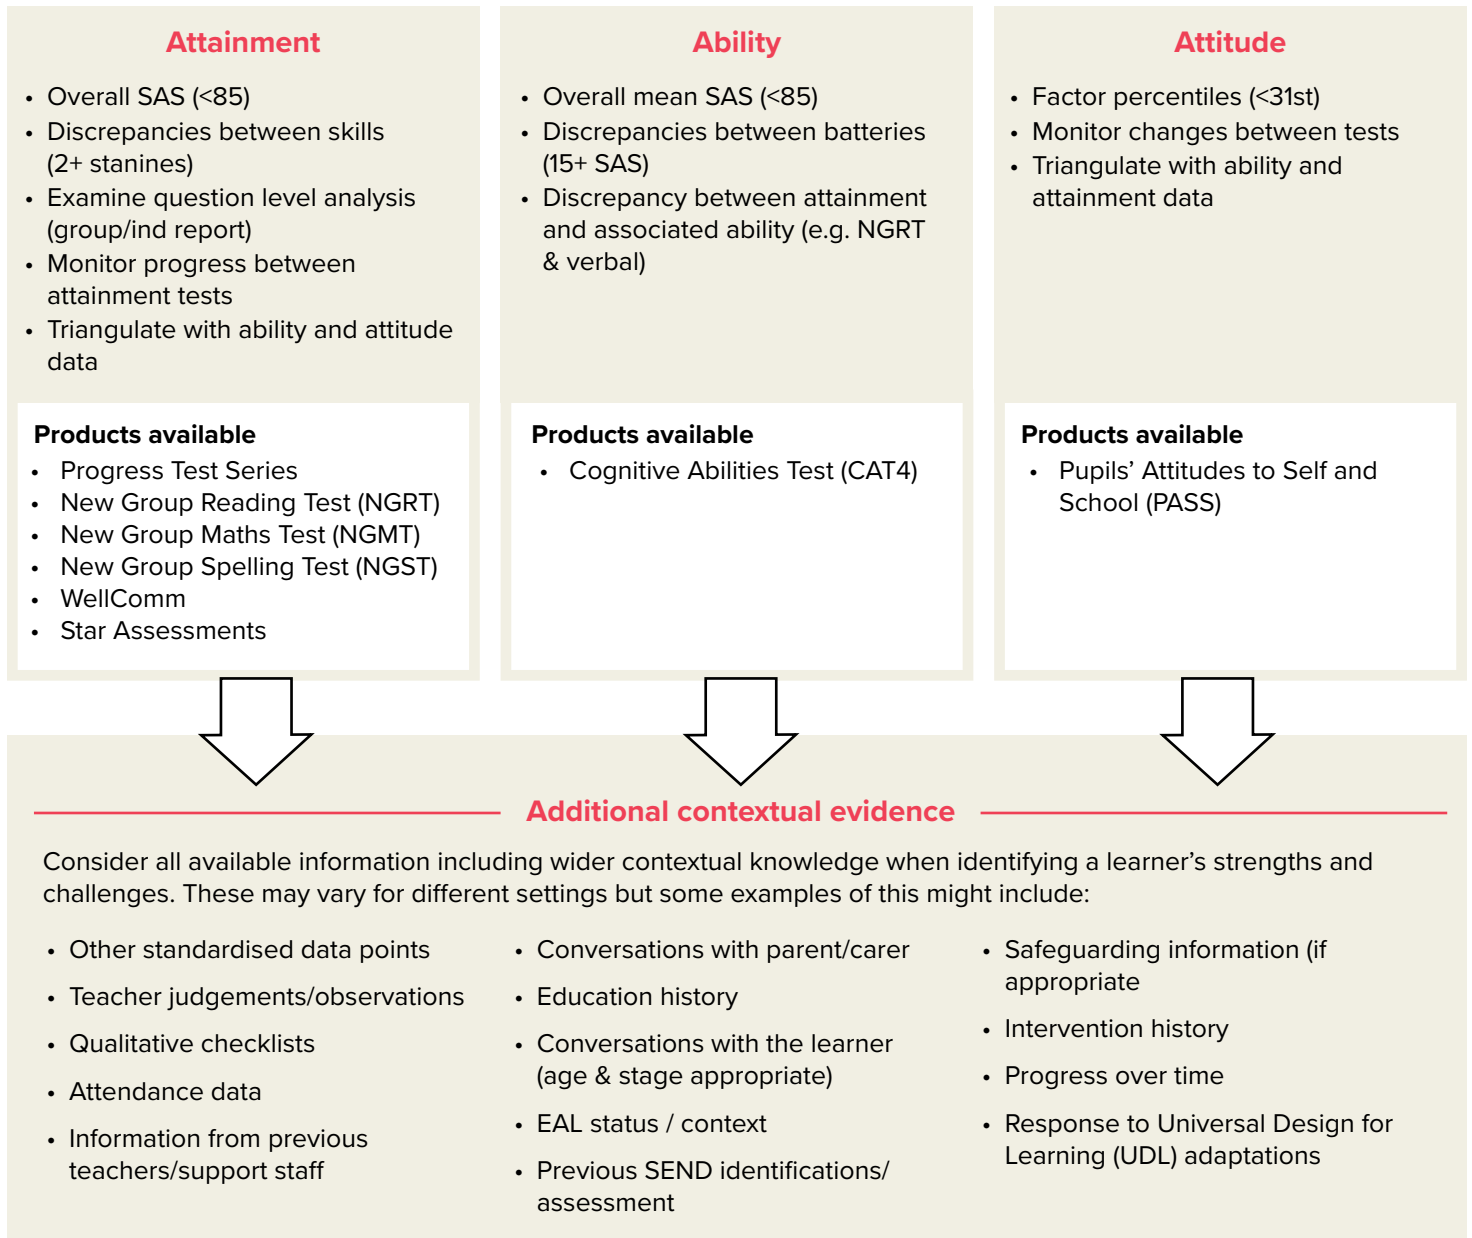 Attainment
• Overall SAS (<85)
• Discrepancies between skills
(2+ stanines)
• Examine question level analysis
(group/ind report)
• Monitor progress between
attainment tests
• Triangulate with ability and attitude
data
Products available
• Progress Test Series
• New Group Reading Test (NGRT)
• New Group Maths Test (NGMT)
• New Group Spelling Test (NGST)
• WellComm
• Star Assessments
Ability
• Overall mean SAS (<85)
• Discrepancies between batteries
(15+ SAS)
• Discrepancy between attainment
and associated ability (e.g. NGRT
& verbal)
Products available
• Cognitive Abilities Test (CAT4)
Attitude
• Factor percentiles (<31st)
• Monitor changes between tests
• Triangulate with ability and
attainment data
Products available
• Pupils’ Attitudes to Self and
School (PASS)
Additional contextual evidence
Consider all available information including wider contextual knowledge when identifying a learner’s strengths and
challenges. These may vary for different settings but some examples of this might include:
• Other standardised data points
• Teacher judgements/observations
• Qualitative checklists
• Attendance data
• Information from previous
teachers/support staff
• Conversations with parent/carer
• Education history
• Conversations with the learner
(age & stage appropriate)
• EAL status / context
• Previous SEND identifications/
assessment
• Safeguarding information (if
appropriate
• Intervention history
• Progress over time
• Response to Universal Design for
Learning (UDL) adaptations